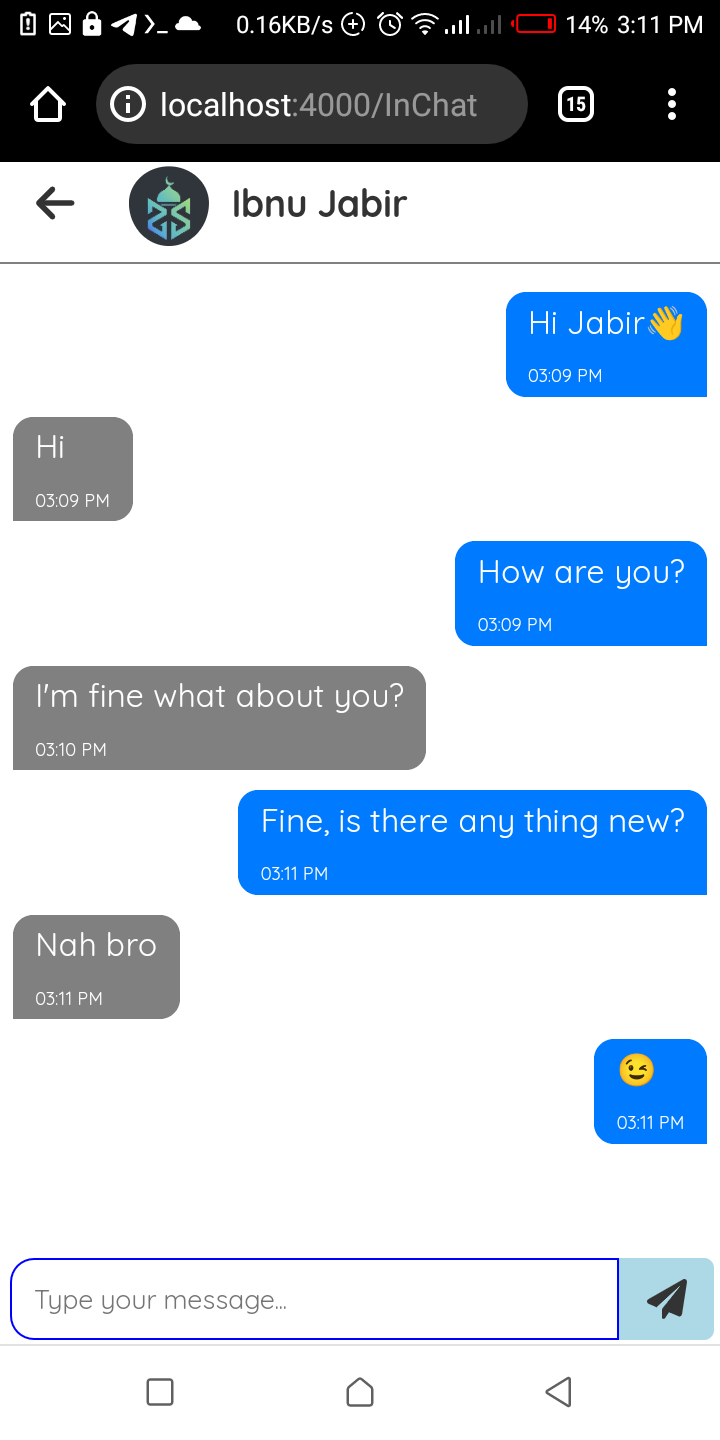 0.16KB/s 14% 3:11 PM
localhost:4000/InChat 15
Ibnu Jabir
Hi Jabir👋
03:09 PM
Hi
03:09 PM
How are you?
03:09 PM
I'm fine what about you?
03:10 PM
Fine, is there any thing new?
03:11 PM
Nah bro
03:11 PM
😉
03:11 PM
Type your message...